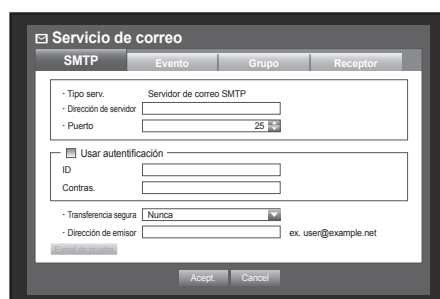 Servicio de correo
SMTP Evento Grupo Receptor
· Tipo serv. Servidor de correo SMTP
· Dirección de servidor
· Puerto 25
Usar autentificación
ID
Contras.
· Transferencia segura Nunca
· Dirección de emisor ex. user@example.net
E-mail de prueba
Acept. Cancel